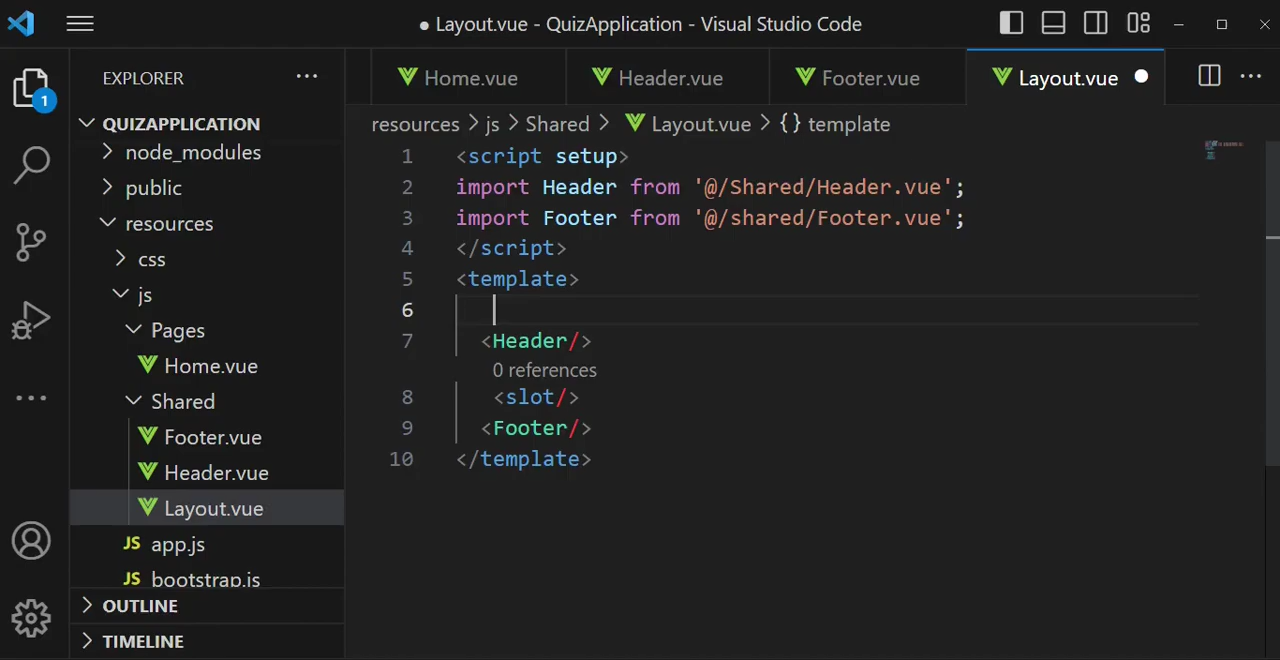 ● Layout.vue - QuizApplication - Visual Studio Code
EXPLORER
Home.vue
Header.vue
Footer.vue
Layout.vue
1
QUIZAPPLICATION
resources > js > Shared > Layout.vue > {} template
node_modules
public
resources
css
js
Pages
Home.vue
Shared
Footer.vue
Header.vue
Layout.vue
JS app.js
JS bootstrap.js
OUTLINE
TIMELINE
1 <script setup>
2 import Header from '@/Shared/Header.vue';
3 import Footer from '@/shared/Footer.vue';
4 </script>
5 <template>
6
7 <Header/>
0 references
8 <slot/>
9 <Footer/>
10 </template>